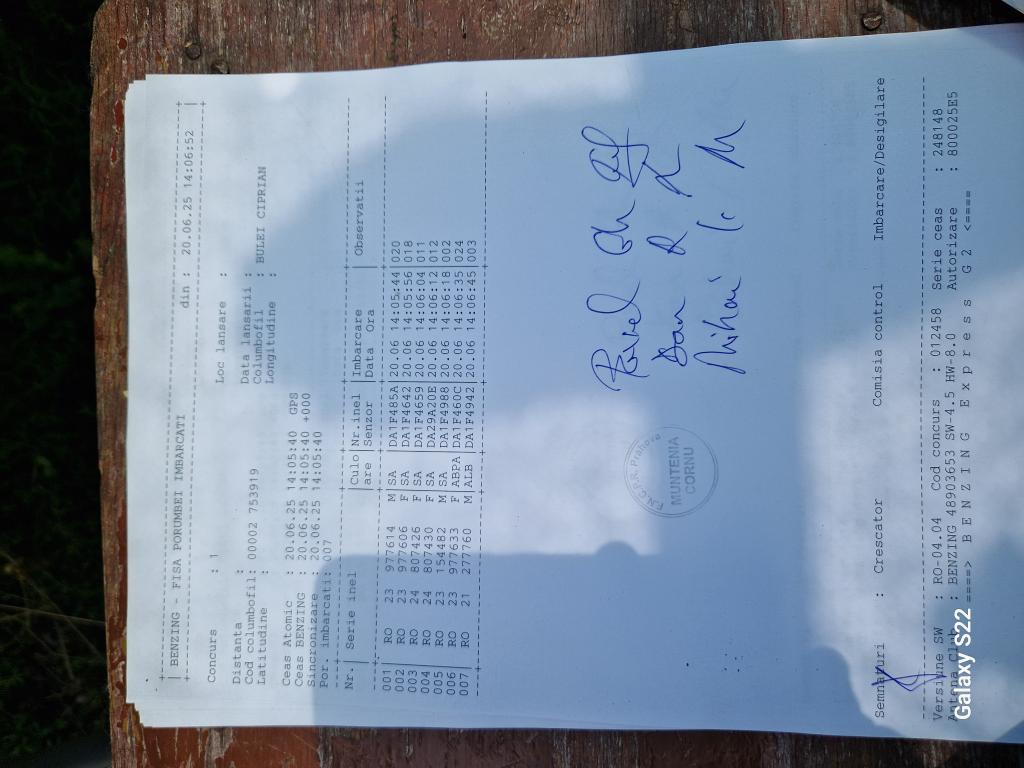 BENZING - FISA PORUMBEI IMBARCATI din : 20.06.25 14:06:52
Concurs : 1 Loc lansare :
Distanta : Data lansarii :
Cod columbofil: 00002 753919 Columbofil : BULEI CIPRIAN
Latitudine : Longitudine :
Ceas Atomic : 20.06.25 14:05:40 GPS
Ceas BENZING : 20.06.25 14:05:40 +000
Sincronizare : 20.06.25 14:05:40
Por. imbarcati: 007
Nr. Serie inel |Culo|Nr.inel |Imbarcare | Observatii
|are |Senzor |Data Ora |
001| RO 23 977614 M|SA |DA1F485A|20.06 14:05:44|020
002| RO 23 977606 F|SA |DA1F4642|20.06 14:05:56|018
003| RO 24 807426 F|SA |DA1F4659|20.06 14:06:04|011
004| RO 24 807430 F|SA |DA29A20E|20.06 14:06:12|012
005| RO 23 154482 M|SA |DA1F4988|20.06 14:06:18|002
006| RO 23 977633 F|ABPA|DA1F460C|20.06 14:06:35|024
007| RO 21 277760 M|ALB |DA1F4942|20.06 14:06:45|003
F.N.C.P.R. Prahova
MUNTENIA
CORNU
Dan
Mihai
Semnaturi : Crescator Comisia control Imbarcare/Desigilare
Versiune SW : RO-04.04 Cod concurs : 012458 Serie ceas : 248148
Antena Club : BENZING 48903653 SW-4.5 HW-8.0 Autorizare : 800025E5
====> B E N Z I N G E x p r e s s G 2 <====
Galaxy S22